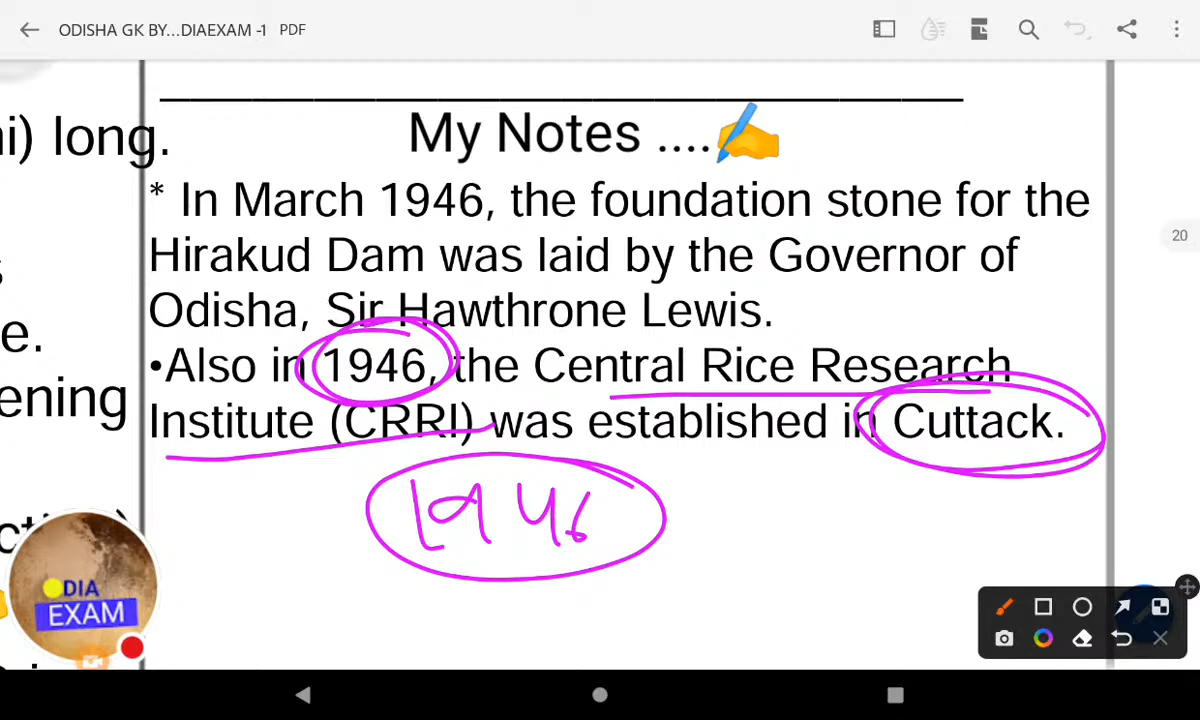 ODISHA GK BY...DIAEXAM -1 PDF
ni) long.
My Notes ....
* In March 1946, the foundation stone for the
Hirakud Dam was laid by the Governor of
Odisha, Sir Hawthrone Lewis.
•Also in 1946, the Central Rice Research
Institute (CRRI) was established in Cuttack.
1946
20
s
e.
ening
DIA
EXAM